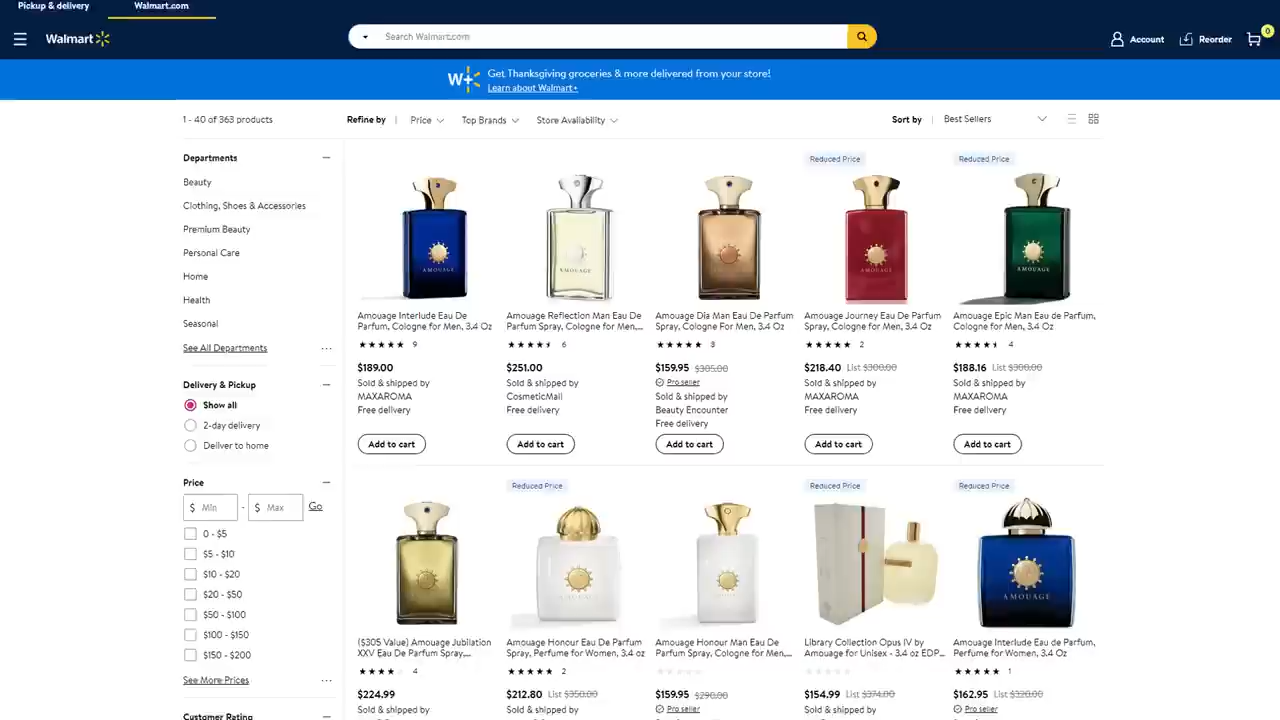 Pickup & delivery
Walmart.com
Walmart
Search Walmart.com
Account
Reorder
0
W+
Get Thanksgiving groceries & more delivered from your store!
Learn about Walmart+
1 - 40 of 363 products
Refine by
Price
Top Brands
Store Availability
Sort by
Best Sellers
Departments
Beauty
Clothing, Shoes & Accessories
Premium Beauty
Personal Care
Home
Health
Seasonal
See All Departments
Delivery & Pickup
Show all
2-day delivery
Deliver to home
Price
$ Min - $ Max Go
0 - $5
$5 - $10
$10 - $20
$20 - $50
$50 - $100
$100 - $150
$150 - $200
See More Prices
Customer Rating
AMOUAGE
Amouage Interlude Eau De
Parfum, Cologne for Men, 3.4 Oz
9
$189.00
Sold & shipped by
MAXAROMA
Free delivery
Add to cart
AMOUAGE
Amouage Reflection Man Eau De
Parfum Spray, Cologne for Men,...
6
$251.00
Sold & shipped by
CosmeticMall
Free delivery
Add to cart
Amouage Dia Man Eau De Parfum
Spray, Cologne For Men, 3.4 Oz
3
$159.95 $305.00
Pro seller
Sold & shipped by
Beauty Encounter
Free delivery
Add to cart
Reduced Price
AMOUAGE
Amouage Journey Eau De Parfum
Spray, Cologne for Men, 3.4 Oz
2
$218.40 List $300.00
Sold & shipped by
MAXAROMA
Free delivery
Add to cart
Reduced Price
AMOUAGE
Amouage Epic Man Eau de Parfum,
Cologne for Men, 3.4 Oz
4
$188.16 List $300.00
Sold & shipped by
MAXAROMA
Free delivery
Add to cart
($305 Value) Amouage Jubilation
XXV Eau De Parfum Spray,...
4
$224.99
Sold & shipped by
Reduced Price
Amouage Honour Eau De Parfum
Spray, Perfume for Women, 3.4 oz
2
$212.80 List $350.00
Sold & shipped by
Amouage Honour Man Eau De
Parfum Spray, Cologne for Men,...
$159.95 $290.00
Pro seller
Reduced Price
Library Collection Opus IV by
Amouage for Unisex - 3.4 oz EDP...
$154.99 List $374.00
Sold & shipped by
Reduced Price
AMOUAGE
Amouage Interlude Eau de Parfum,
Perfume for Women, 3.4 Oz
1
$162.95 List $320.00
Pro seller